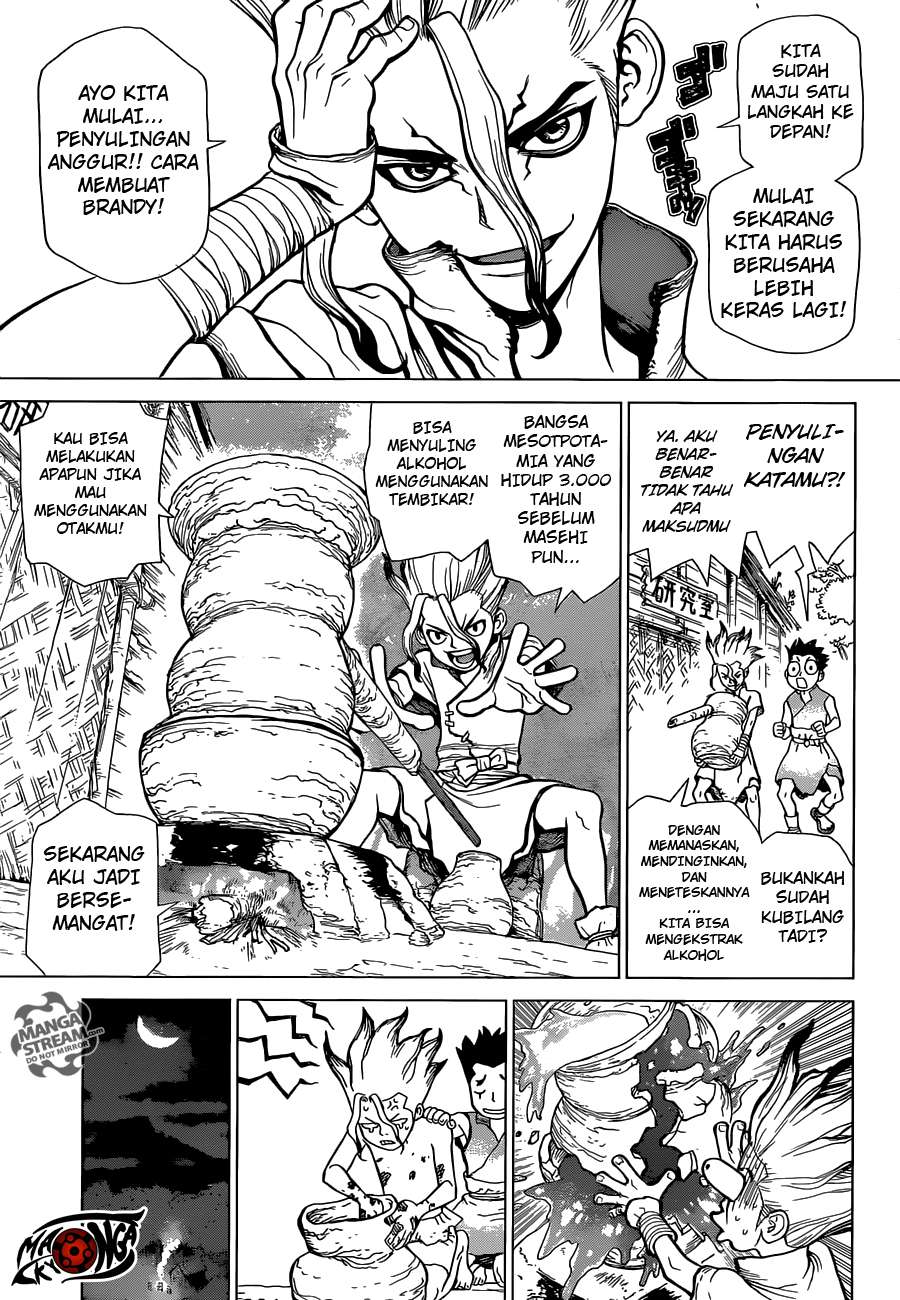 KITA
SUDAH
MAJU SATU
LANGKAH KE
DEPAN!
MULAI
SEKARANG
KITA HARUS
BERUSAHA
LEBIH
KERAS LAGI!
AYO KITA
MULAI...
PENYULINGAN
ANGGUR!! CARA
MEMBUAT
BRANDY!
PENYULI-
NGAN
KATAMU?!
YA. AKU
BENAR-
BENAR
TIDAK TAHU
APA
MAKSUDMU
研究室
BUKANKAH
SUDAH
KUBILANG
TADI?
DENGAN
MEMANASKAN,
MENDINGINKAN,
DAN
MENETESKANNYA
...
KITA BISA
MENGEKSTRAK
ALKOHOL
BANGSA
MESOTPOTA-
MIA YANG
HIDUP 3.000
TAHUN
SEBELUM
MASEHI
PUN...
BISA
MENYULING
ALKOHOL
MENGGUNAKAN
TEMBIKAR!
KAU BISA
MELAKUKAN
APAPUN JIKA
MAU
MENGGUNAKAN
OTAKMU!
SEKARANG
AKU JADI
BERSE-
MANGAT!
MANGA
STREAM.com
DO NOT MIRROR